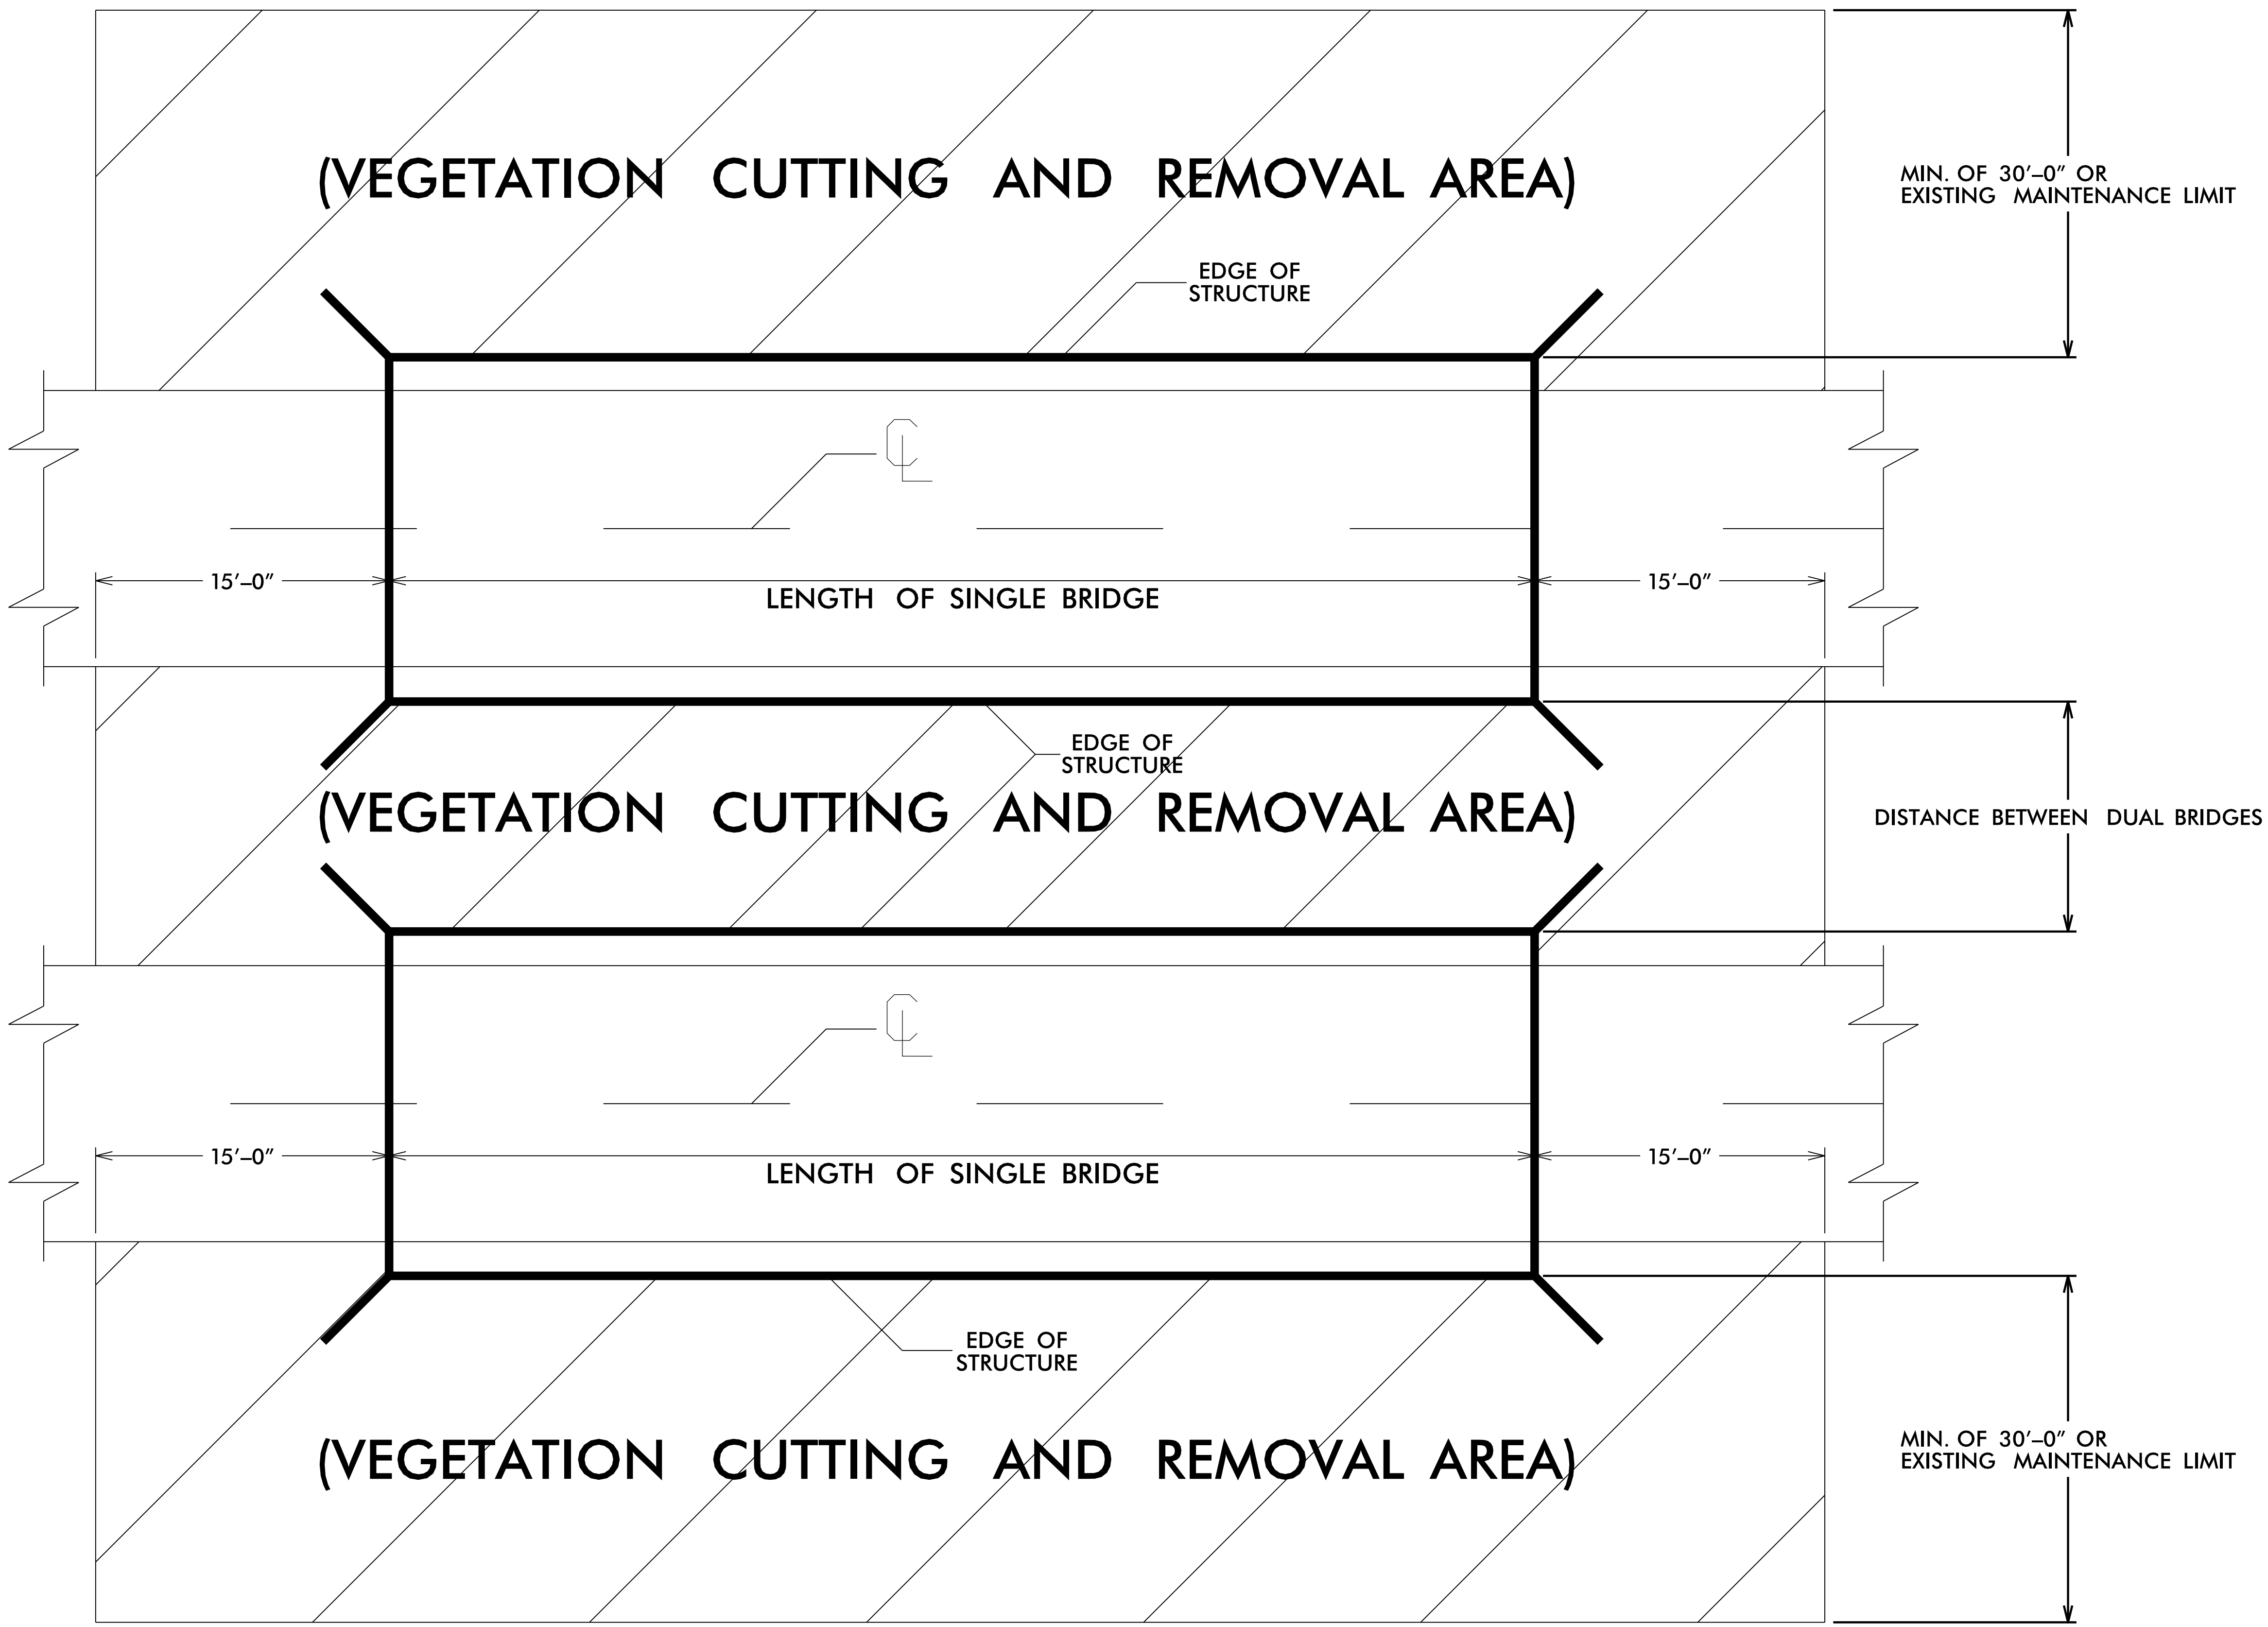 (VEGETATION CUTTING AND REMOVAL AREA)
MIN. OF 30'–0" OR
EXISTING MAINTENANCE LIMIT
EDGE OF
STRUCTURE
CL
15'–0"
LENGTH OF SINGLE BRIDGE
15'–0"
EDGE OF
STRUCTURE
(VEGETATION CUTTING AND REMOVAL AREA)
DISTANCE BETWEEN DUAL BRIDGES
CL
15'–0"
LENGTH OF SINGLE BRIDGE
15'–0"
EDGE OF
STRUCTURE
(VEGETATION CUTTING AND REMOVAL AREA)
MIN. OF 30'–0" OR
EXISTING MAINTENANCE LIMIT